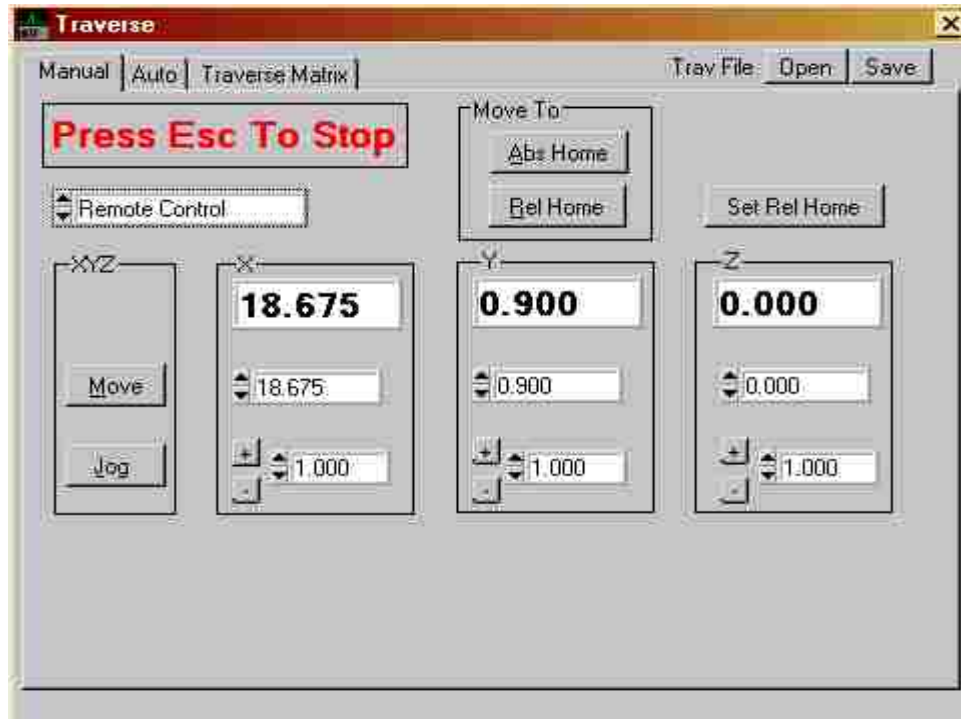 Traverse
Manual Auto Traverse Matrix Trav File Open Save
Press Esc To Stop
Move To
Abs Home
Remote Control
Rel Home
Set Rel Home
XYZ X Y Z
18.675 0.900 0.000
Move 18.675 0.900 0.000
Jog + - 1.000 + - 1.000 + - 1.000